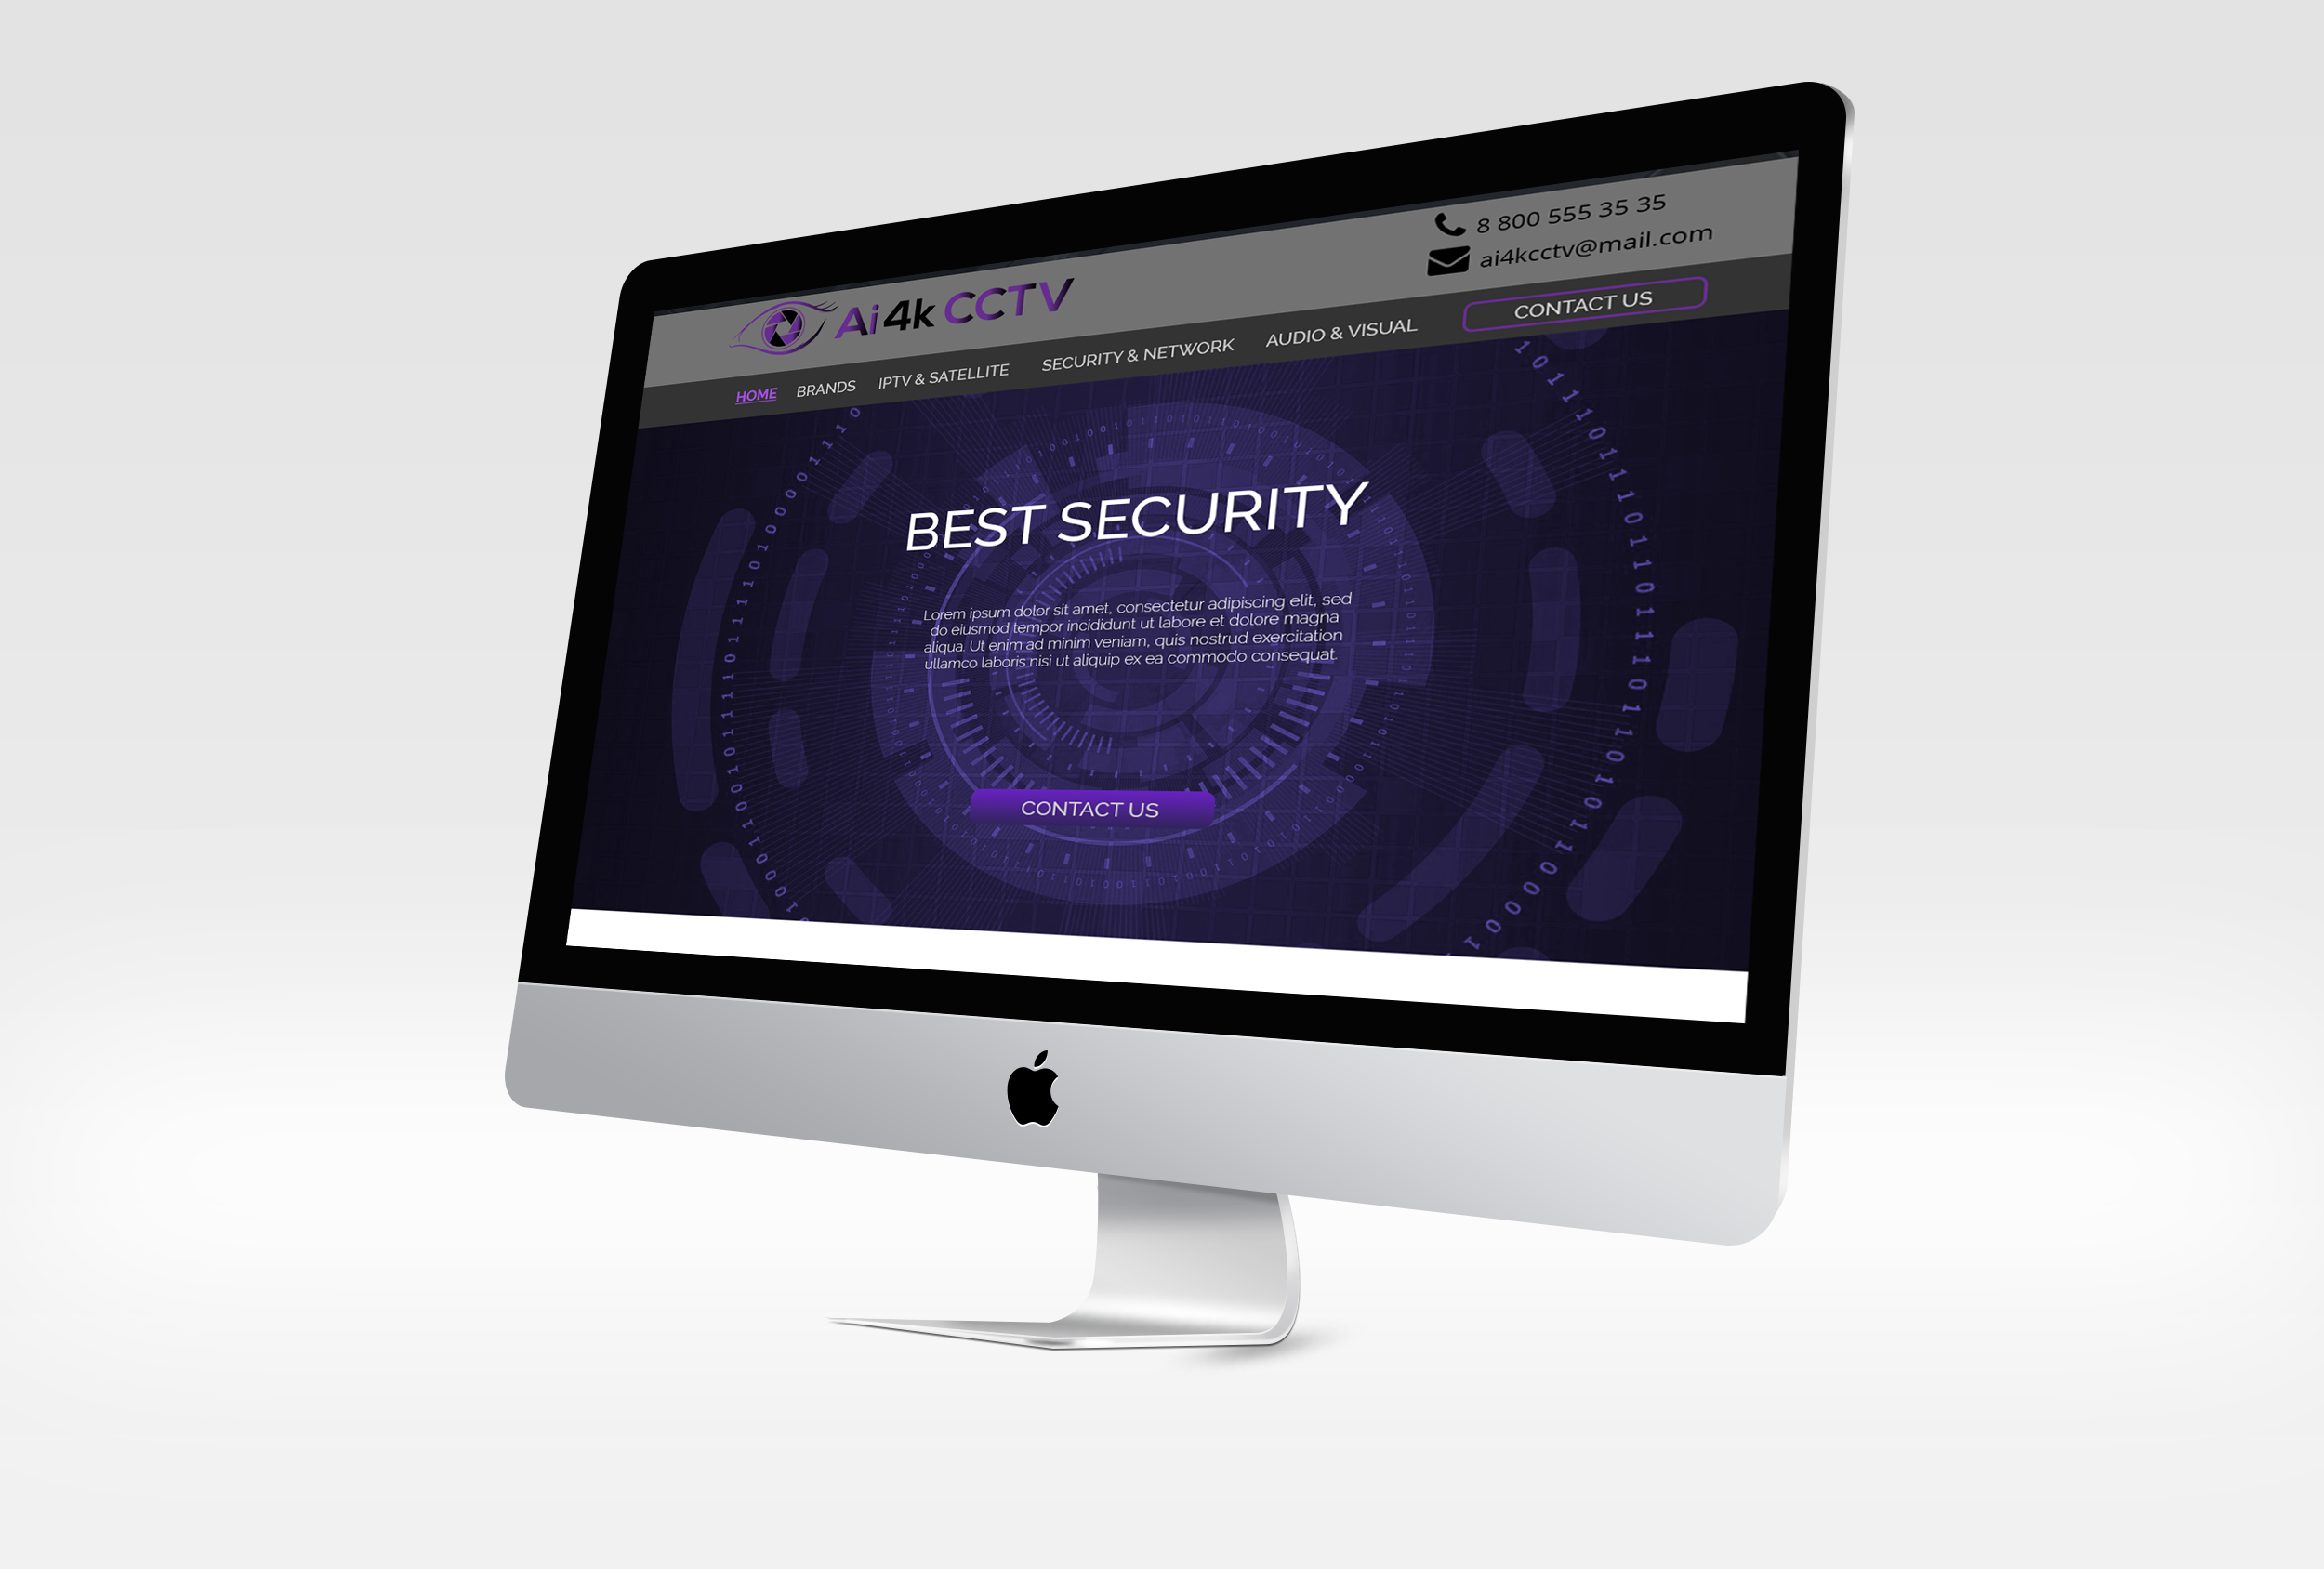 8 800 555 35 35
ai4kcctv@mail.com
Ai4k CCTV
HOME BRANDS IPTV & SATELLITE SECURITY & NETWORK AUDIO & VISUAL CONTACT US
BEST SECURITY
Lorem ipsum dolor sit amet, consectetur adipiscing elit, sed
do eiusmod tempor incididunt ut labore et dolore magna
aliqua. Ut enim ad minim veniam, quis nostrud exercitation
ullamco laboris nisi ut aliquip ex ea commodo consequat.
CONTACT US